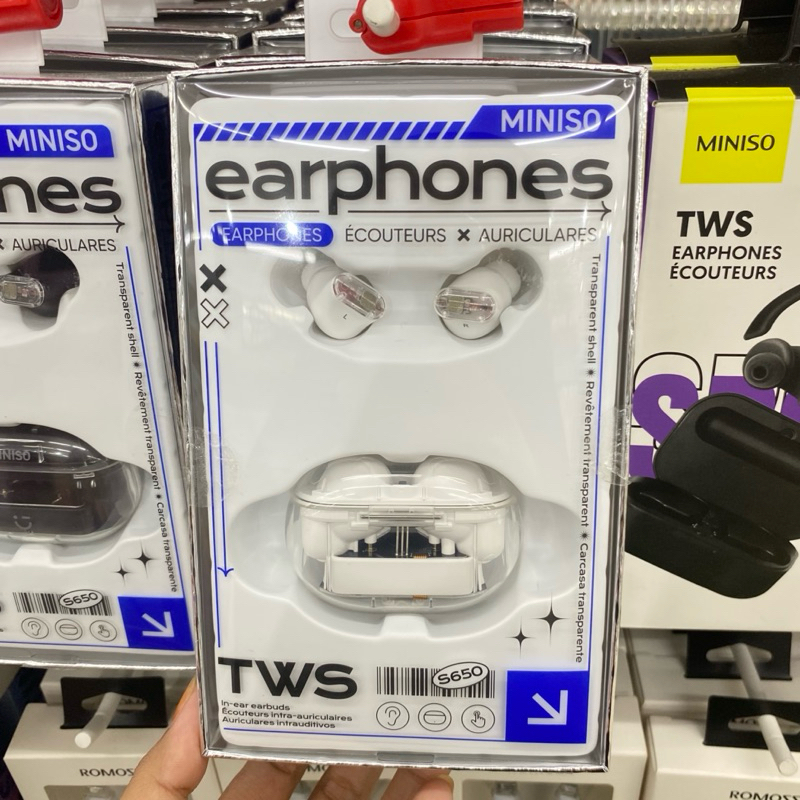 MINISO
earphones
EARPHONES ÉCOUTEURS × AURICULARES
Transparent shell • Revêtement transparent • Carcasa transparente
TWS
S650
In-ear earbuds
Écouteurs intra-auriculaires
Auriculares intrauditivos
MINISO
nes
× AURICULARES
Transparent shell • Revêtement transparent • Carcasa transparente
MINISO
S650
MINISO
TWS
EARPHONES
ÉCOUTEURS
ROMOSS
ROMOSS